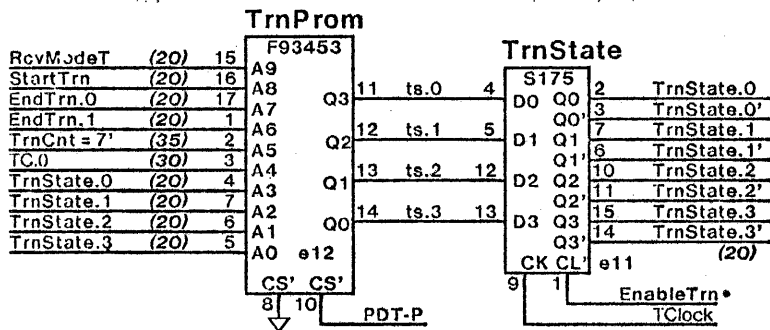 TrnProm
F93453
TrnState
S175
RcvModeT (20) 15 A9
StartTrn (20) 16 A8
EndTrn.0 (20) 17 A7
EndTrn.1 (20) 1 A6
TrnCnt = 7' (35) 2 A5
TC.0 (30) 3 A4
TrnState.0 (20) 4 A3
TrnState.1 (20) 7 A2
TrnState.2 (20) 6 A1
TrnState.3 (20) 5 A0
Q3 11 ts.0 4 D0
Q2 12 ts.1 5 D1
Q1 13 ts.2 12 D2
Q0 14 ts.3 13 D3
Q0 2 TrnState.0
Q0' 3 TrnState.0'
Q1 7 TrnState.1
Q1' 6 TrnState.1'
Q2 10 TrnState.2
Q2' 11 TrnState.2'
Q3 15 TrnState.3
Q3' 14 TrnState.3'
(20)
e12
CS' CS'
8 10
PDT-P
CK CL' e11
9 1
EnableTrn
TClock